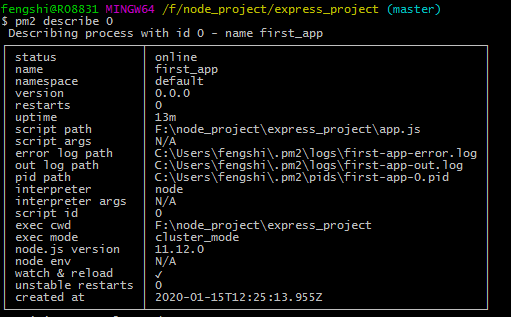 fengshi@RO8831 MINGW64 /f/node_project/express_project (master)
$ pm2 describe 0
Describing process with id 0 - name first_app
status online
name first_app
namespace default
version 0.0.0
restarts 0
uptime 13m
script path F:\node_project\express_project\app.js
script args N/A
error log path C:\Users\fengshi\.pm2\logs\first-app-error.log
out log path C:\Users\fengshi\.pm2\logs\first-app-out.log
pid path C:\Users\fengshi\.pm2\pids\first-app-0.pid
interpreter node
interpreter args N/A
script id 0
exec cwd F:\node_project\express_project
exec mode cluster_mode
node.js version 11.12.0
node env N/A
watch & reload ✓
unstable restarts 0
created at 2020-01-15T12:25:13.955Z